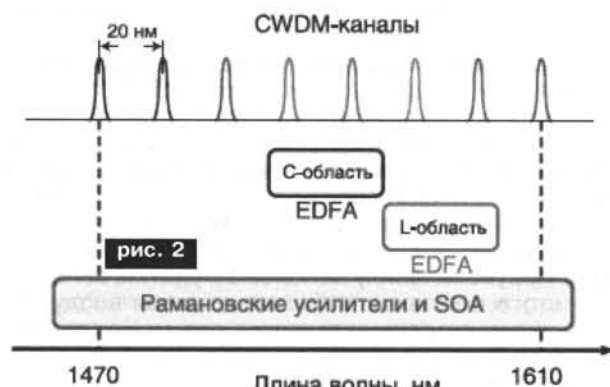 CWDM-каналы
20 нм
С-область
EDFA
L-область
EDFA
рис. 2
Рамановские усилители и SOA
1470
Длина волны, нм
1610